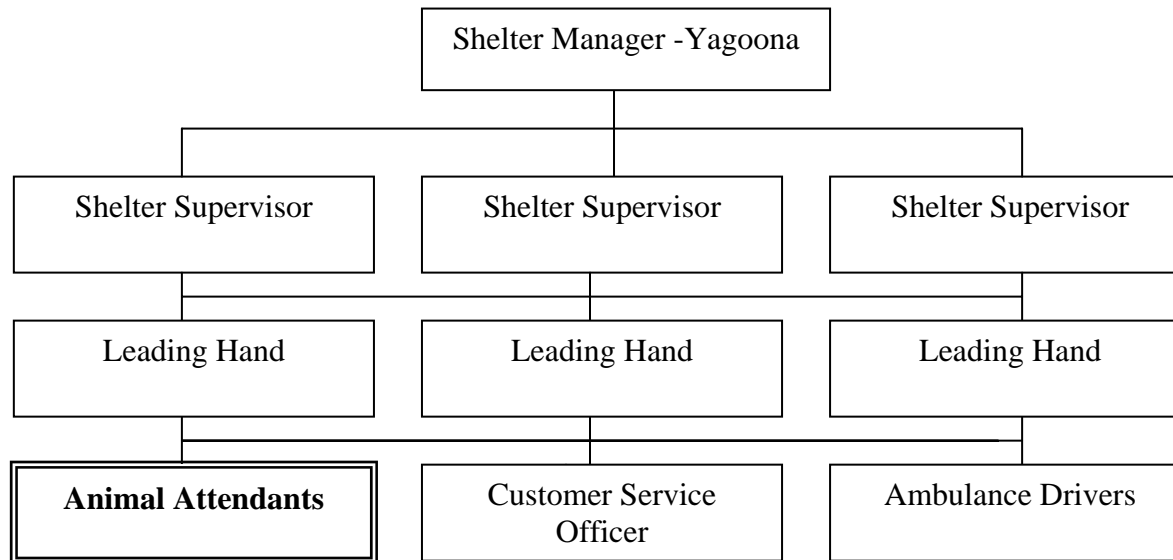 Shelter Manager -Yagoona
Shelter Supervisor
Shelter Supervisor
Shelter Supervisor
Leading Hand
Leading Hand
Leading Hand
Animal Attendants
Customer Service
Officer
Ambulance Drivers